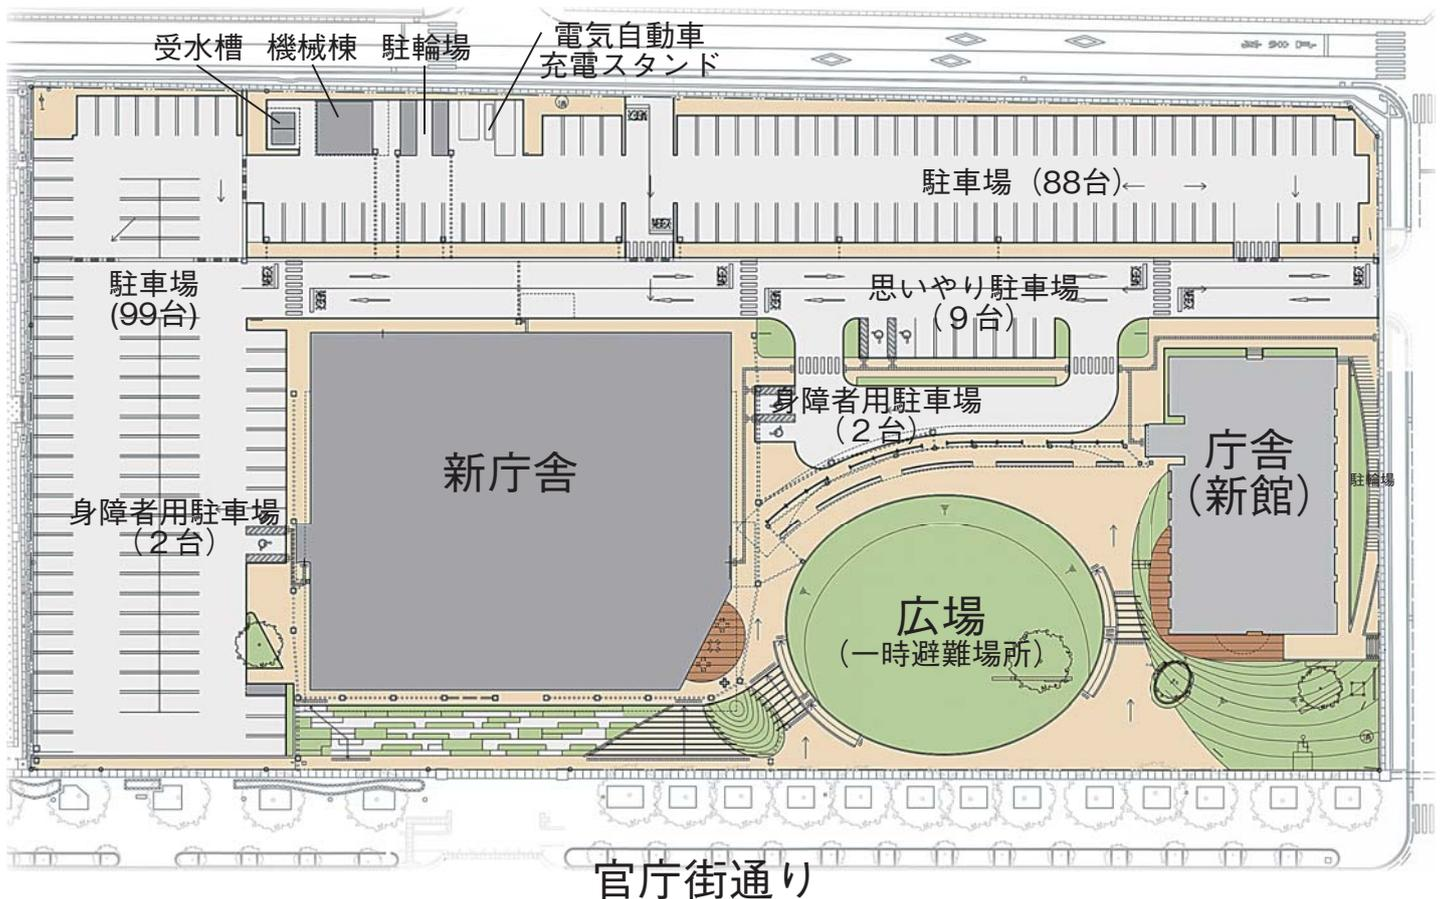 受水槽 機械棟 駐輪場 電気自動車
充電スタンド
駐車場（88台）
駐車場
(99台)
思いやり駐車場
（９台）
身障者用駐車場
（２台）
新庁舎
庁舎
（新館）
駐輪場
身障者用駐車場
（２台）
広場
（一時避難場所）
官庁街通り